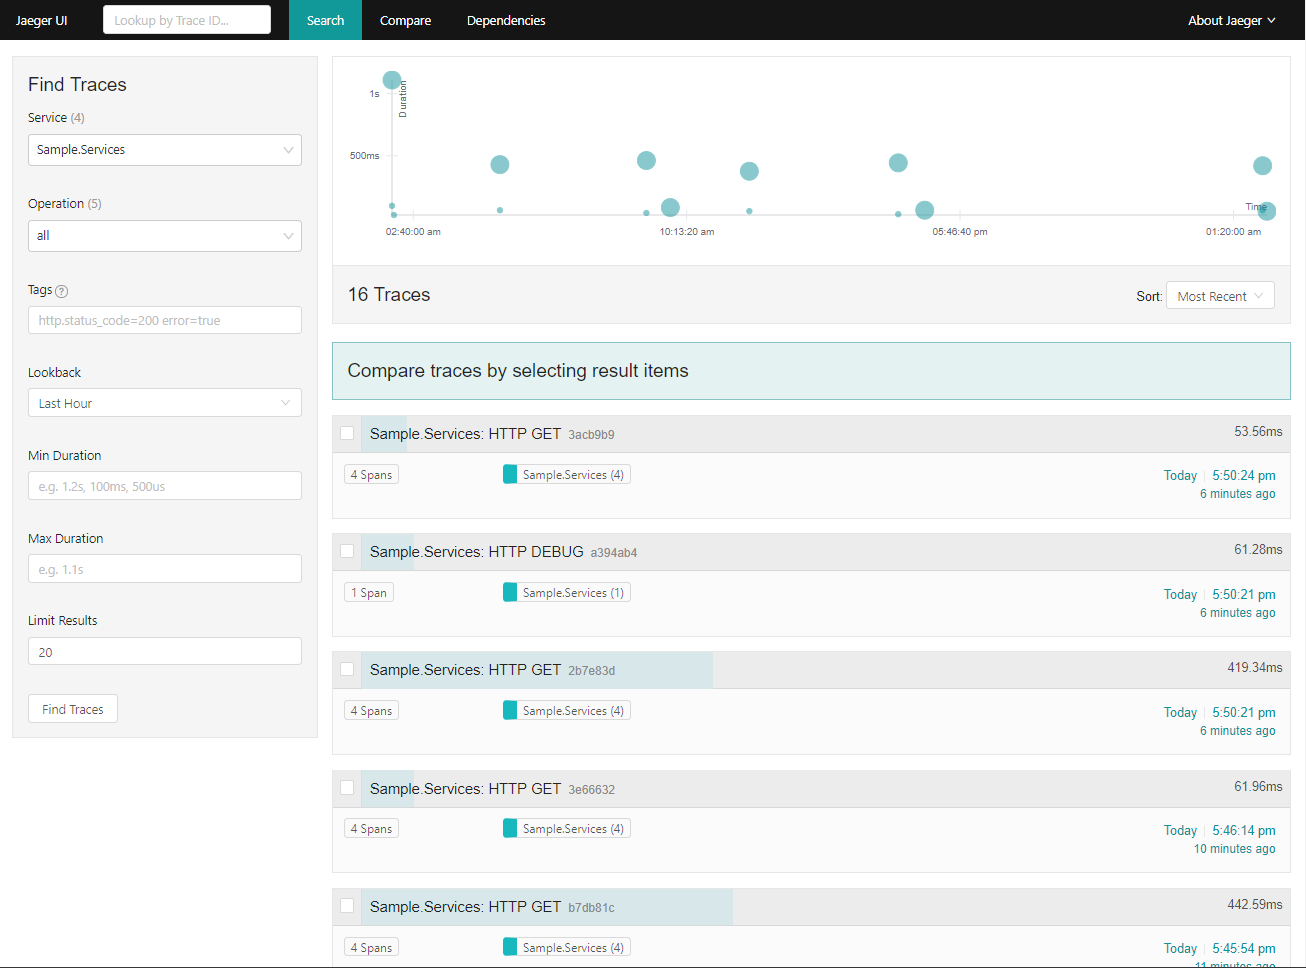 Jaeger UI
Lookup by Trace ID...
Search
Compare
Dependencies
About Jaeger
Find Traces
Service (4)
Sample.Services
Operation (5)
all
Tags ?
http.status_code=200 error=true
Lookback
Last Hour
Min Duration
e.g. 1.2s, 100ms, 500us
Max Duration
e.g. 1.1s
Limit Results
20
Find Traces
Duration
1s
500ms
Time
02:40:00 am
10:13:20 am
05:46:40 pm
01:20:00 am
16 Traces
Sort: Most Recent
Compare traces by selecting result items
Sample.Services: HTTP GET 3acb9b9
53.56ms
4 Spans
Sample.Services (4)
Today 5:50:24 pm
6 minutes ago
Sample.Services: HTTP DEBUG a394ab4
61.28ms
1 Span
Sample.Services (1)
Today 5:50:21 pm
6 minutes ago
Sample.Services: HTTP GET 2b7e83d
419.34ms
4 Spans
Sample.Services (4)
Today 5:50:21 pm
6 minutes ago
Sample.Services: HTTP GET 3e66632
61.96ms
4 Spans
Sample.Services (4)
Today 5:46:14 pm
10 minutes ago
Sample.Services: HTTP GET b7db81c
442.59ms
4 Spans
Sample.Services (4)
Today 5:45:54 pm
11 minutes ago